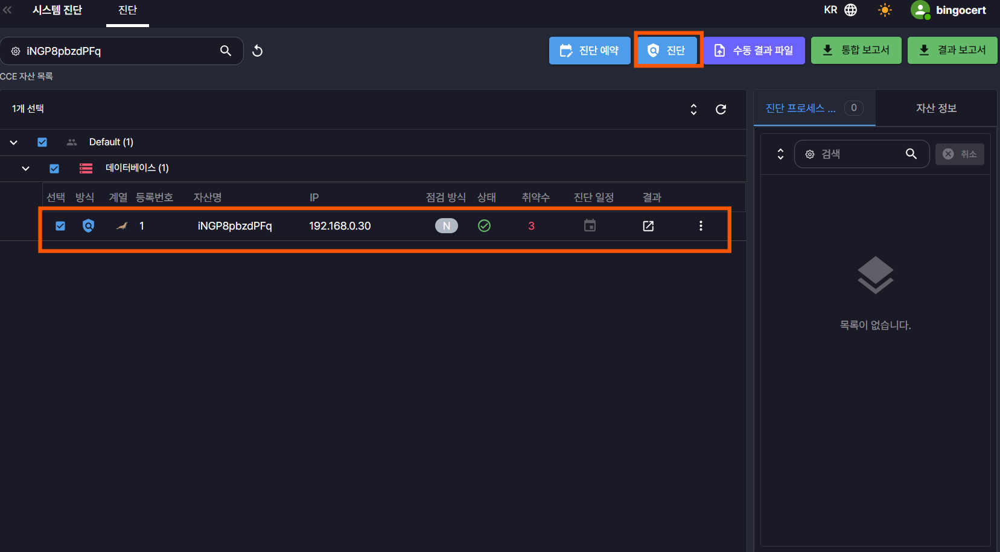 시스템 진단
진단
KR
bingocert
iNGP8pbzdPFq
진단 예약
진단
수동 결과 파일
통합 보고서
결과 보고서
CCE 자산 목록
1개 선택
Default (1)
데이터베이스 (1)
선택 방식 계열 등록번호 자산명 IP 점검 방식 상태 취약수 진단 일정 결과
1 iNGP8pbzdPFq 192.168.0.30 N 3
진단 프로세스 ... 0
자산 정보
검색
취소
목록이 없습니다.